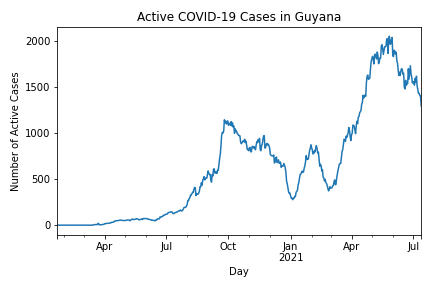 Active COVID-19 Cases in Guyana
Number of Active Cases
2000
1500
1000
500
0
Apr
Jul
Oct
Jan
2021
Apr
Jul
Day